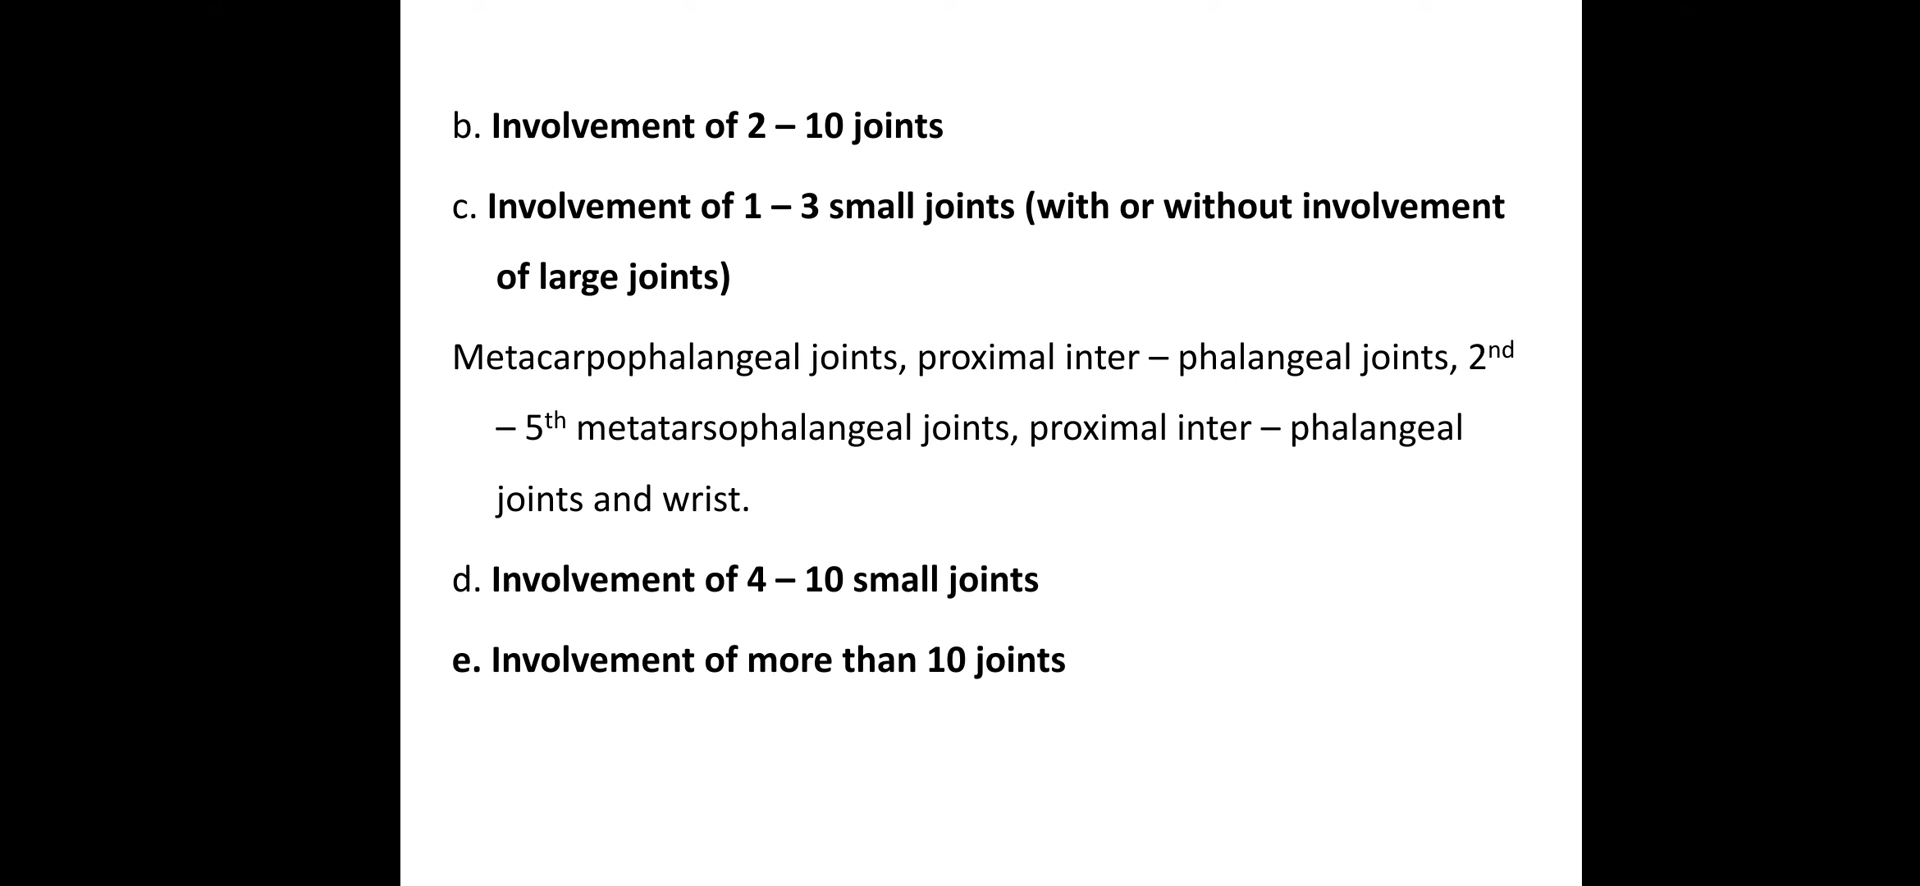 b. Involvement of 2 – 10 joints
c. Involvement of 1 – 3 small joints (with or without involvement
of large joints)
Metacarpophalangeal joints, proximal inter – phalangeal joints, 2nd
– 5th metatarsophalangeal joints, proximal inter – phalangeal
joints and wrist.
d. Involvement of 4 – 10 small joints
e. Involvement of more than 10 joints